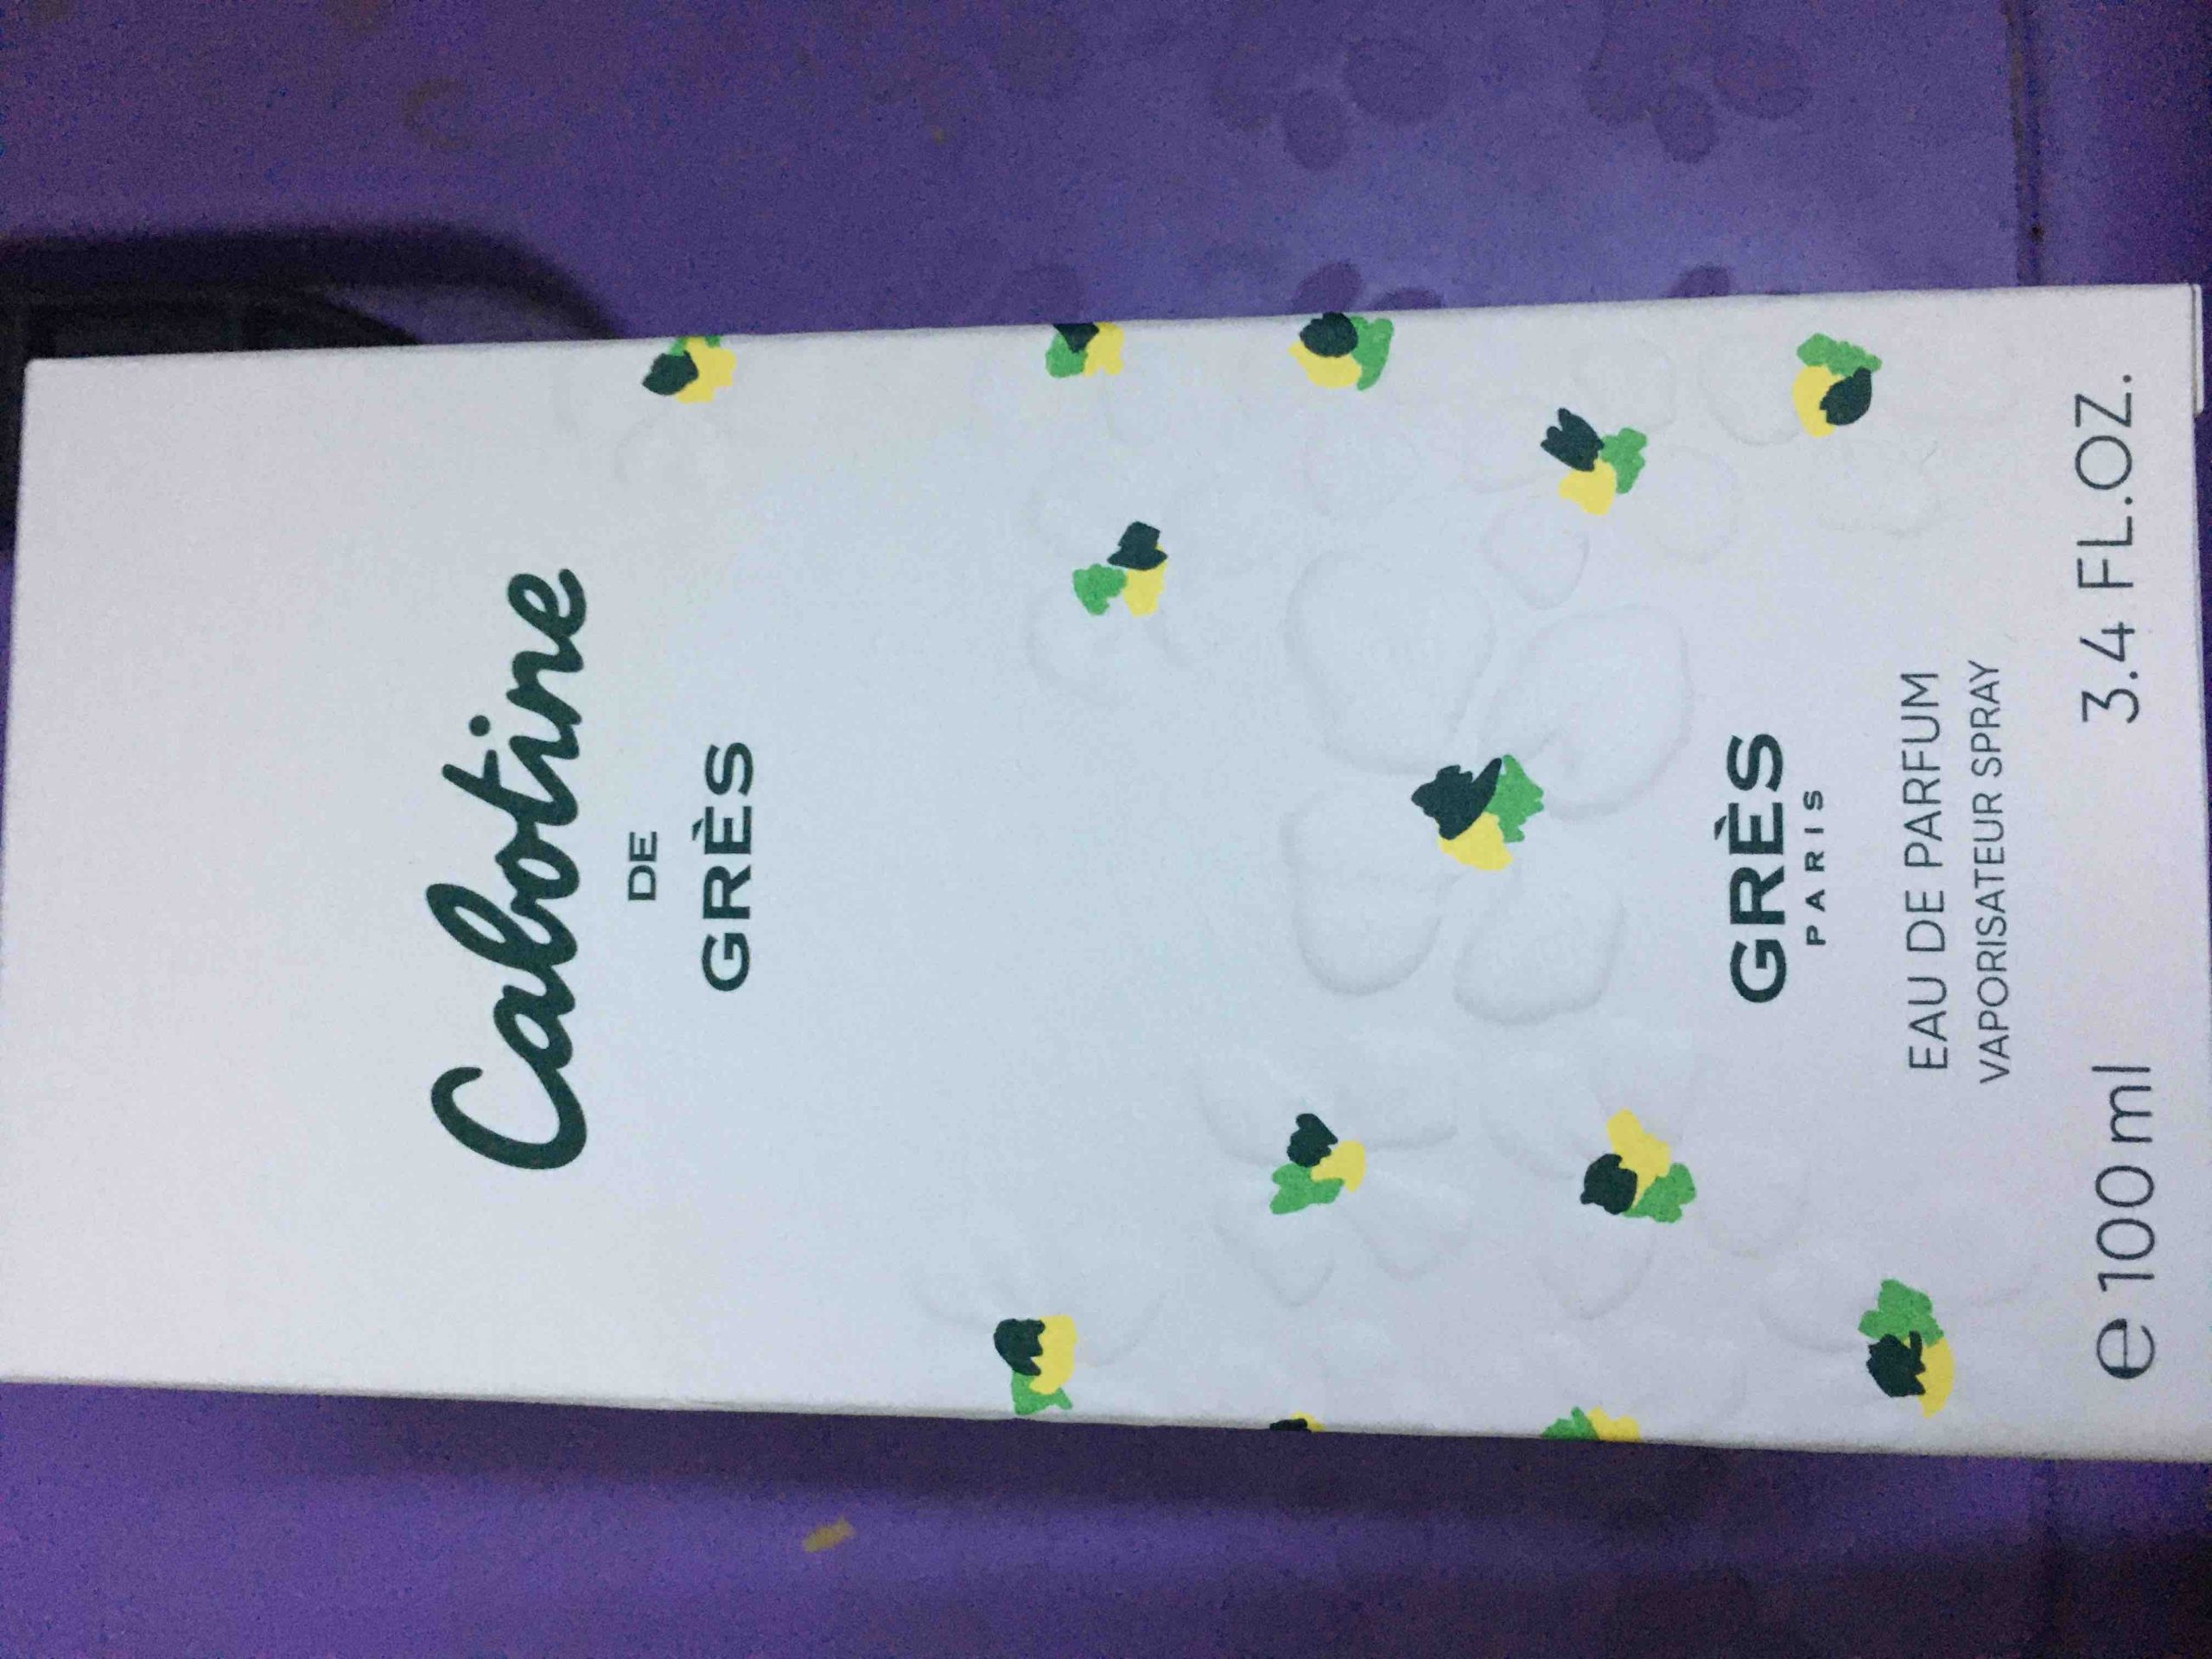 Cabotine
DE
GRÈS
GRÈS
PARIS
EAU DE PARFUM
VAPORISATEUR SPRAY
e 100 ml 3.4 FL.OZ.